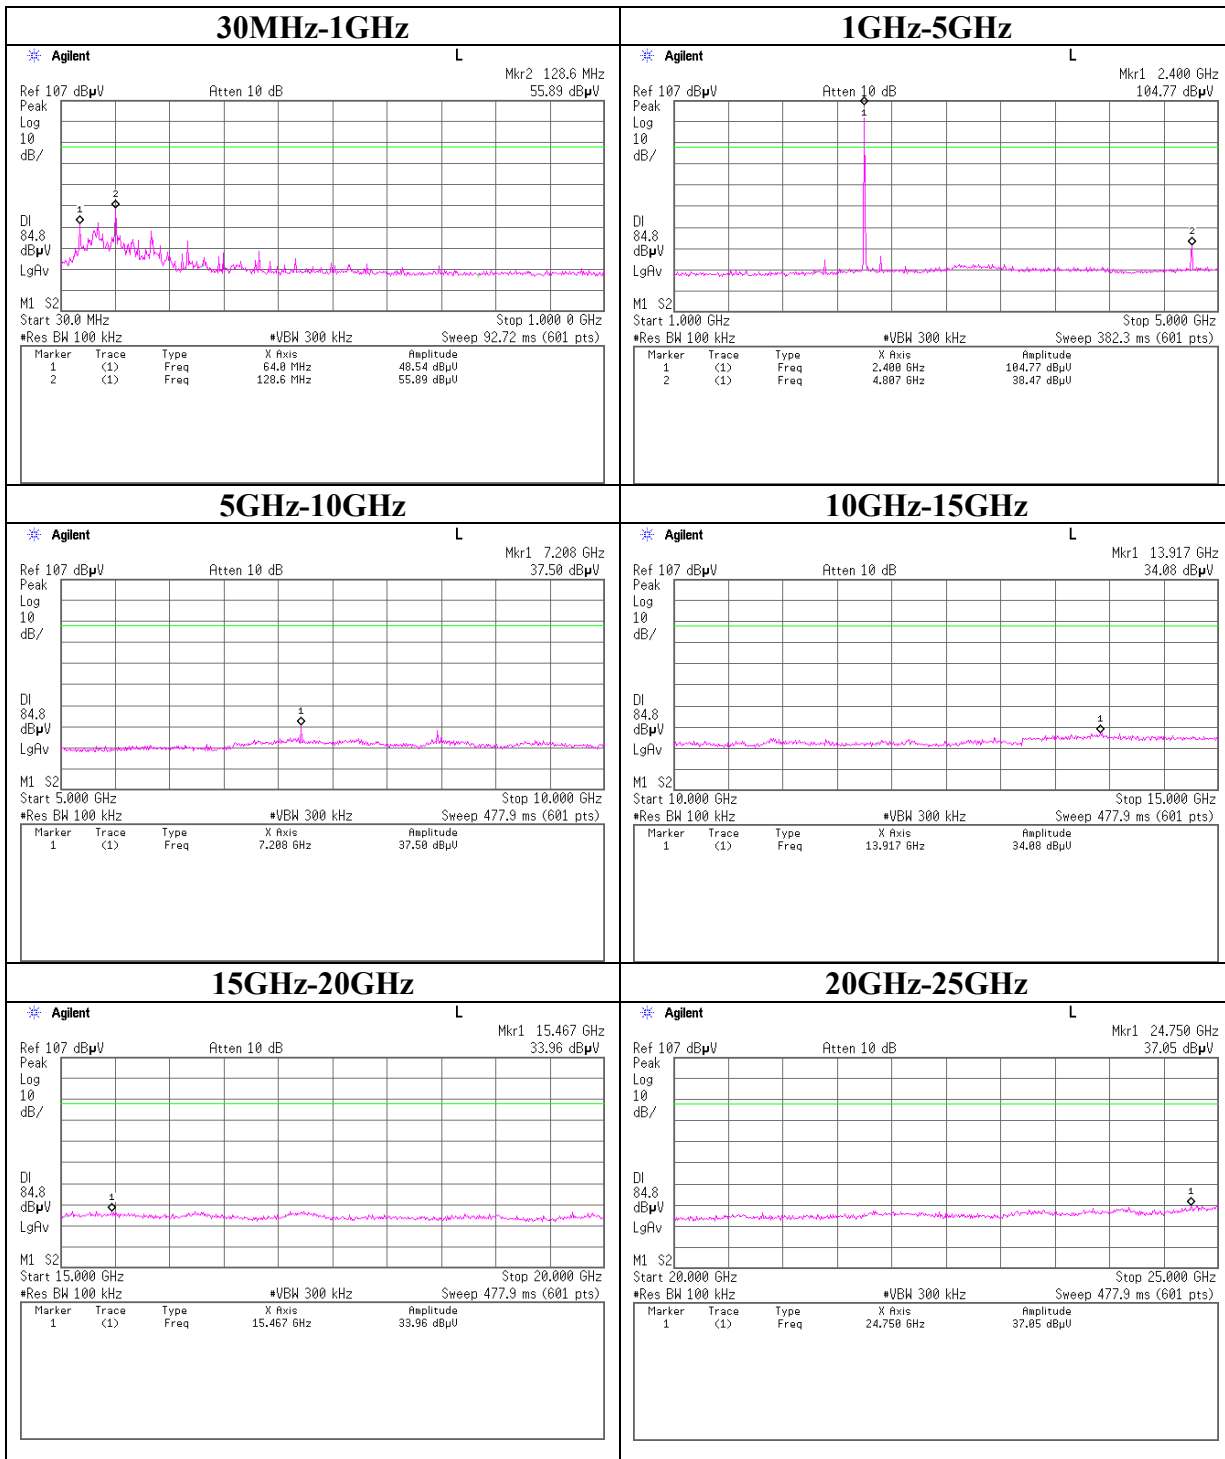 30MHz-1GHz
Agilent L
Mkr2 128.6 MHz
Ref 107 dBµV Atten 10 dB 55.89 dBµV
Peak
Log
10
dB/
1
2
DI
84.8
dBµV
LgAv
M1 S2
Start 30.0 MHz Stop 1.000 0 GHz
#Res BW 100 kHz #VBW 300 kHz Sweep 92.72 ms (601 pts)
Marker Trace Type X Axis Amplitude
1 (1) Freq 64.0 MHz 48.54 dBµV
2 (1) Freq 128.6 MHz 55.89 dBµV
1GHz-5GHz
Agilent L
Mkr1 2.400 GHz
Ref 107 dBµV Atten 10 dB 104.77 dBµV
Peak
Log
10
dB/
1
2
DI
84.8
dBµV
LgAv
M1 S2
Start 1.000 GHz Stop 5.000 GHz
#Res BW 100 kHz #VBW 300 kHz Sweep 382.3 ms (601 pts)
Marker Trace Type X Axis Amplitude
1 (1) Freq 2.400 GHz 104.77 dBµV
2 (1) Freq 4.807 GHz 38.47 dBµV
5GHz-10GHz
Agilent L
Mkr1 7.208 GHz
Ref 107 dBµV Atten 10 dB 37.50 dBµV
Peak
Log
10
dB/
1
DI
84.8
dBµV
LgAv
M1 S2
Start 5.000 GHz Stop 10.000 GHz
#Res BW 100 kHz #VBW 300 kHz Sweep 477.9 ms (601 pts)
Marker Trace Type X Axis Amplitude
1 (1) Freq 7.208 GHz 37.50 dBµV
10GHz-15GHz
Agilent L
Mkr1 13.917 GHz
Ref 107 dBµV Atten 10 dB 34.08 dBµV
Peak
Log
10
dB/
1
DI
84.8
dBµV
LgAv
M1 S2
Start 10.000 GHz Stop 15.000 GHz
#Res BW 100 kHz #VBW 300 kHz Sweep 477.9 ms (601 pts)
Marker Trace Type X Axis Amplitude
1 (1) Freq 13.917 GHz 34.08 dBµV
15GHz-20GHz
Agilent L
Mkr1 15.467 GHz
Ref 107 dBµV Atten 10 dB 33.96 dBµV
Peak
Log
10
dB/
1
DI
84.8
dBµV
LgAv
M1 S2
Start 15.000 GHz Stop 20.000 GHz
#Res BW 100 kHz #VBW 300 kHz Sweep 477.9 ms (601 pts)
Marker Trace Type X Axis Amplitude
1 (1) Freq 15.467 GHz 33.96 dBµV
20GHz-25GHz
Agilent L
Mkr1 24.750 GHz
Ref 107 dBµV Atten 10 dB 37.05 dBµV
Peak
Log
10
dB/
1
DI
84.8
dBµV
LgAv
M1 S2
Start 20.000 GHz Stop 25.000 GHz
#Res BW 100 kHz #VBW 300 kHz Sweep 477.9 ms (601 pts)
Marker Trace Type X Axis Amplitude
1 (1) Freq 24.750 GHz 37.05 dBµV